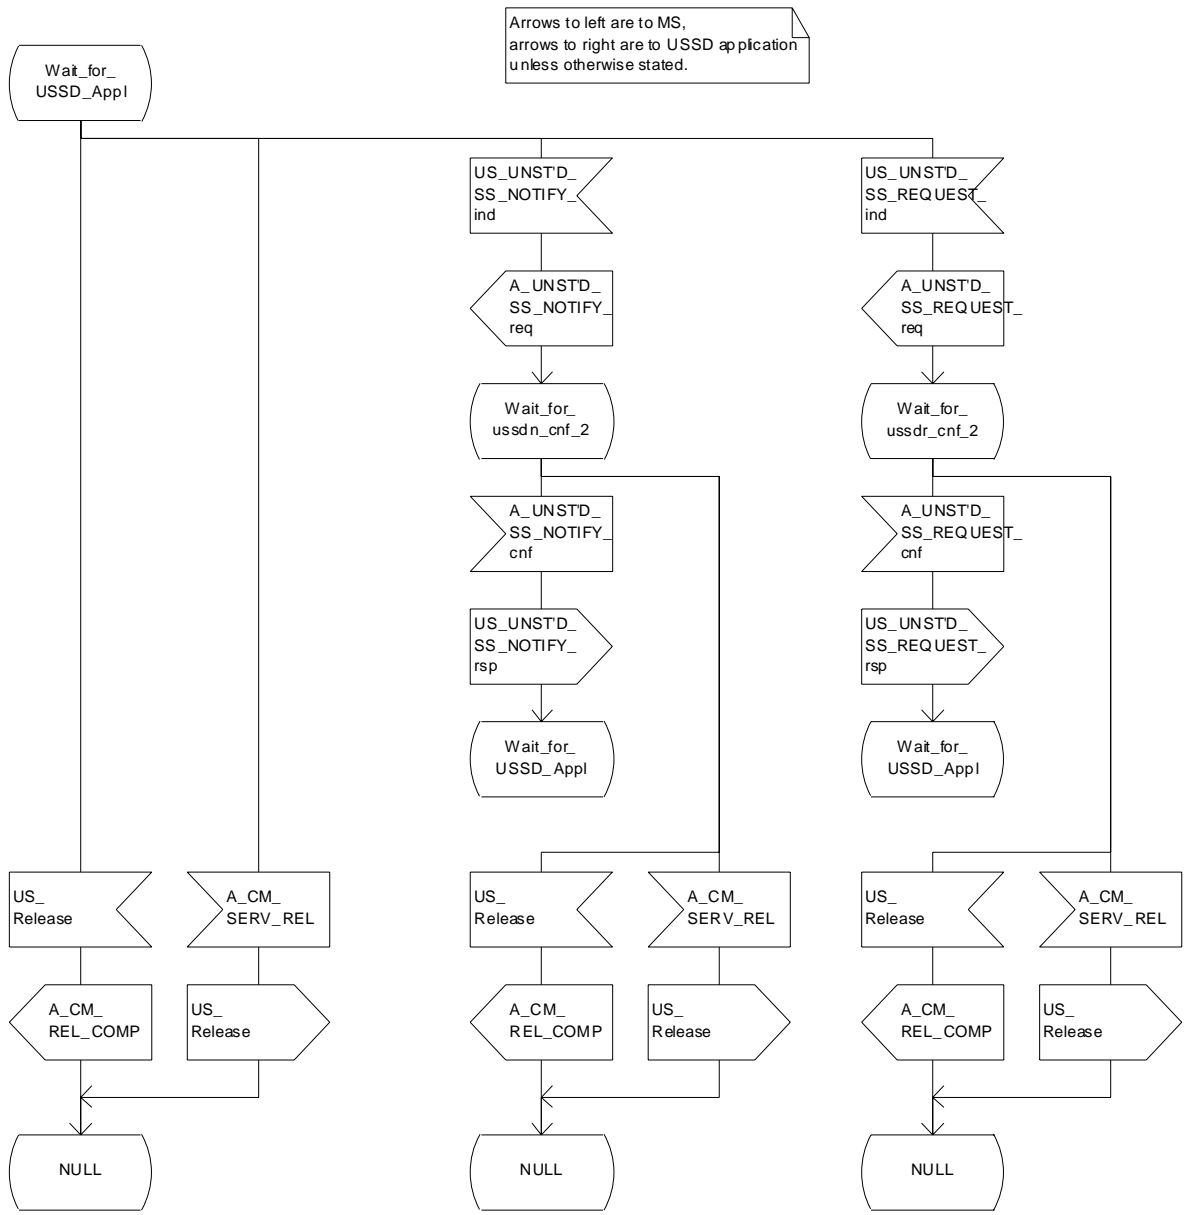 Arrows to left are to MS,
arrows to right are to USSD application
unless otherwise stated.
Wait_for_
USSD_Appl
US_UNST'D_
SS_NOTIFY_
ind
US_UNST'D_
SS_REQUEST_
ind
A_UNST'D_
SS_NOTIFY_
req
A_UNST'D_
SS_REQUEST_
req
Wait_for_
ussdn_cnf_2
Wait_for_
ussdr_cnf_2
A_UNST'D_
SS_NOTIFY_
cnf
A_UNST'D_
SS_REQUEST_
cnf
US_UNST'D_
SS_NOTIFY_
rsp
US_UNST'D_
SS_REQUEST_
rsp
Wait_for_
USSD_Appl
Wait_for_
USSD_Appl
US_
Release
A_CM_
SERV_REL
US_
Release
A_CM_
SERV_REL
US_
Release
A_CM_
SERV_REL
A_CM_
REL_COMP
US_
Release
A_CM_
REL_COMP
US_
Release
A_CM_
REL_COMP
US_
Release
NULL
NULL
NULL